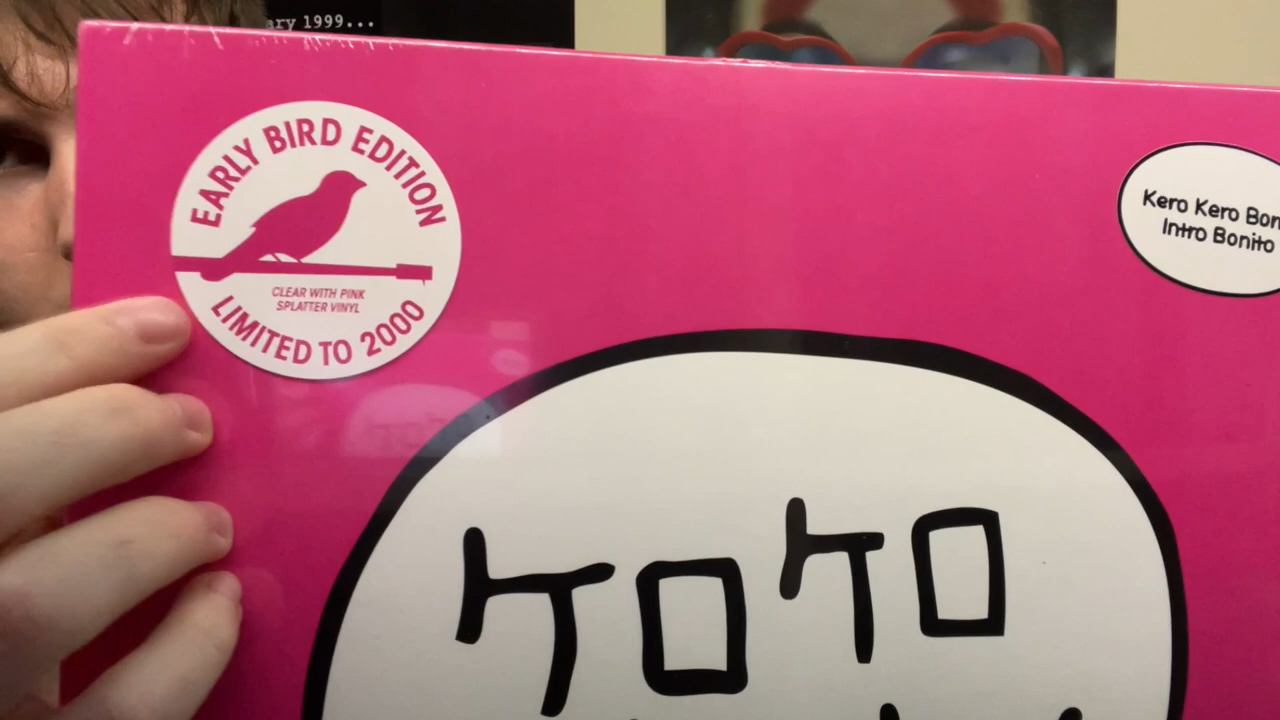 ary 1999...
EARLY BIRD EDITION
CLEAR WITH PINK
SPLATTER VINYL
LIMITED TO 2000
Kero Kero Bon
Intro Bonito
ケロケロ